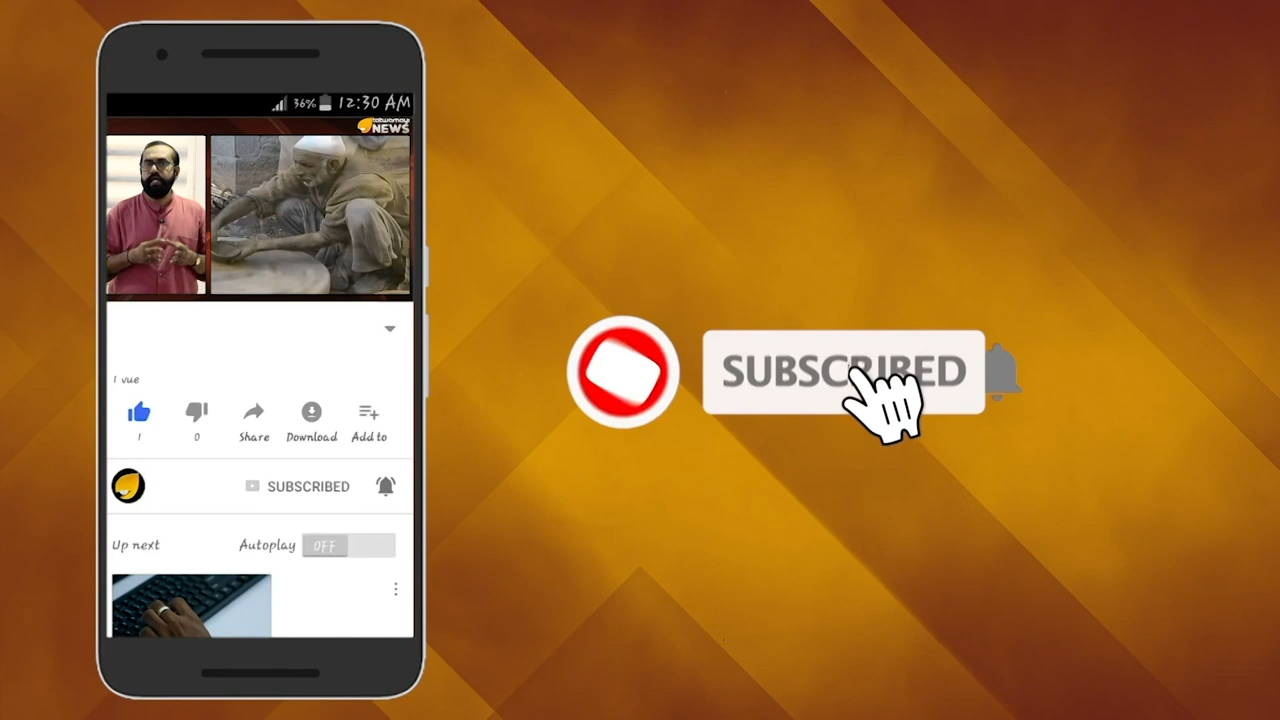 36% 12:30 AM
tatwamayi
NEWS
1 vue
1 0 Share Download Add to
SUBSCRIBED
Up next Autoplay OFF
SUBSCRIBED